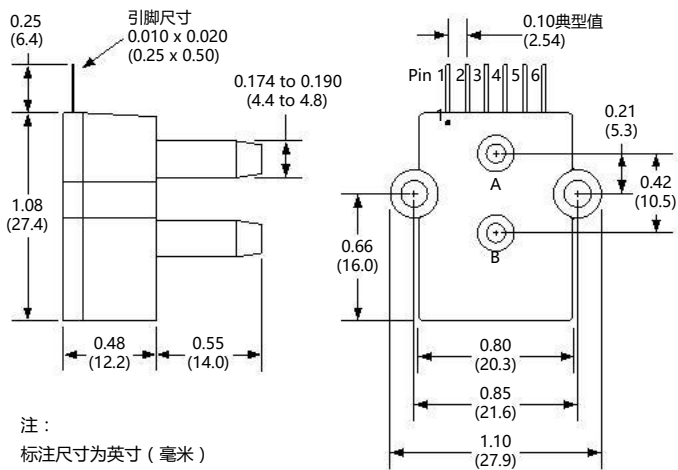 0.25
(6.4)
引脚尺寸
0.010 x 0.020
(0.25 x 0.50)
0.174 to 0.190
(4.4 to 4.8)
1.08
(27.4)
0.48
(12.2)
0.55
(14.0)
0.10典型值
(2.54)
Pin 1 2 3 4 5 6
1
A
B
0.21
(5.3)
0.42
(10.5)
0.66
(16.0)
0.80
(20.3)
0.85
(21.6)
1.10
(27.9)
注：
标注尺寸为英寸（毫米）